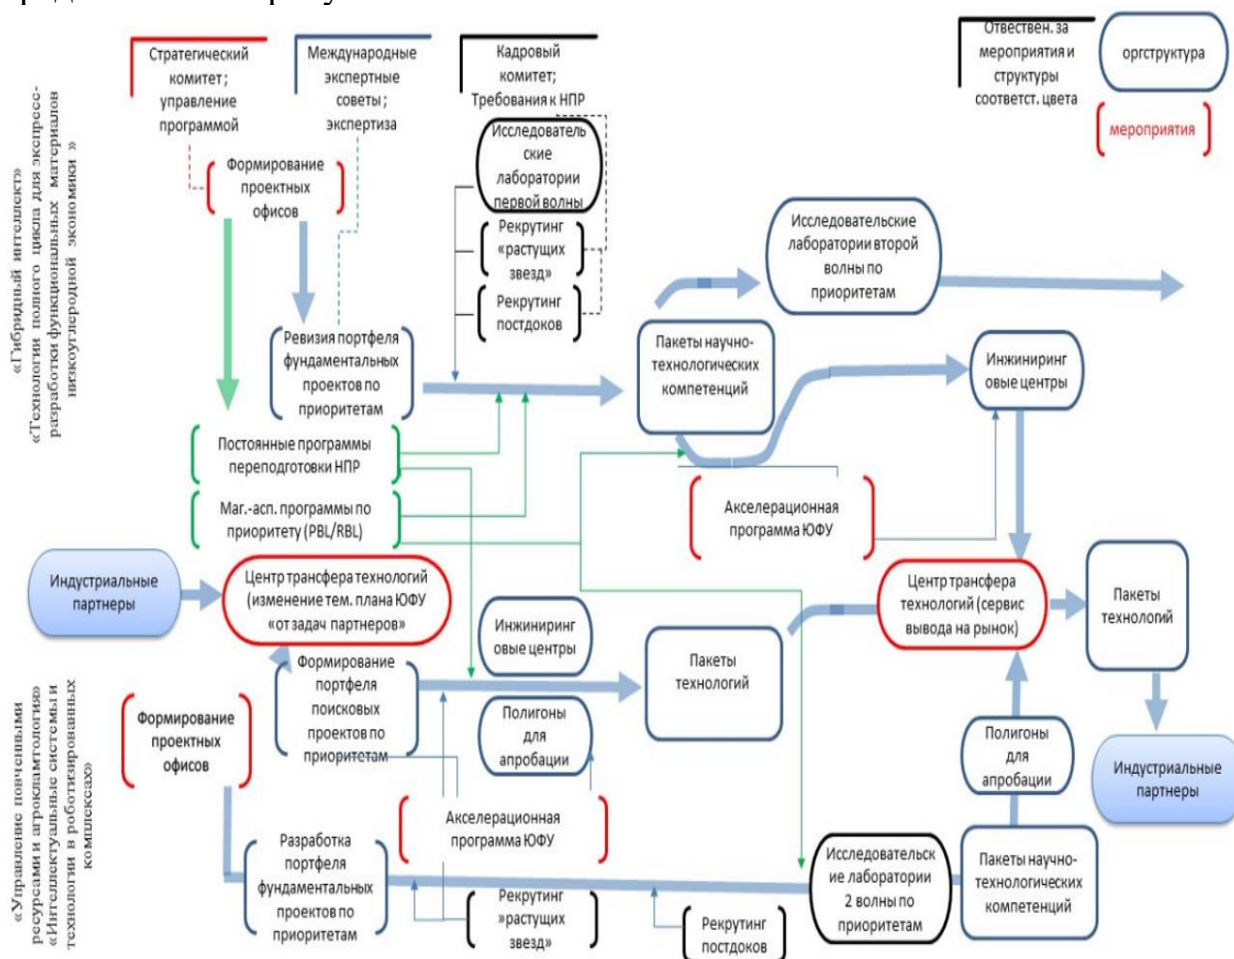 Стратегический
комитет;
управление
программой
Международные
экспертные
советы;
экспертиза
Кадровый
комитет;
Требования к НПР
Отвествен. за
мероприятия и
структуры
соответст. цвета
оргструктура
мероприятия
«Гибридный интеллект»
«Технологии полного цикла для экспресс-
разработки функциональных материалов
низкоуглеродной экономики »
Формирование
проектных
офисов
Исследователь
ские
лаборатории
первой волны
Рекрутинг
«растущих
звезд»
Рекрутинг
постдоков
Исследовательские
лаборатории второй
волны по
приоритетам
Ревизия портфеля
фундаментальных
проектов по
приоритетам
Пакеты научно-
технологических
компетенций
Инжиниринг
овые центры
Постоянные программы
переподготовки НПР
Маг.-асп. программы по
приоритету (PBL/RBL)
Акселерационная
программа ЮФУ
Индустриальные
партнеры
Центр трансфера технологий
(изменение тем. плана ЮФУ
«от задач партнеров»
Инжиниринг
овые центры
Центр трансфера
технологий (сервис
вывода на рынок)
Пакеты
технологий
«Управление повченными
ресурсами и агрокламтология»
«Интеллектуальные системы и
технологии в роботизированных
комплексах»
Формирование
проектных
офисов
Формирование
портфеля
поисковых
проектов по
приоритетам
Полигоны
для
апробации
Пакеты
технологий
Полигоны
для
апробации
Индустриальные
партнеры
Акселерационная
программа ЮФУ
Разработка
портфеля
фундаментальных
проектов по
приоритетам
Рекрутинг
»растущих
звезд»
Рекрутинг
постдоков
Исследовательск
ие лаборатории
2 волны по
приоритетам
Пакеты научно-
технологических
компетенций